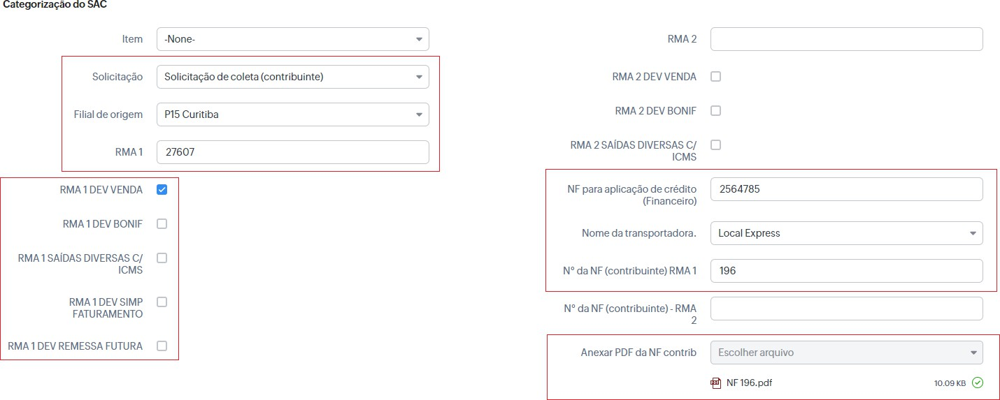 Categorização do SAC
Item
-None-
Solicitação
Solicitação de coleta (contribuinte)
Filial de origem
P15 Curitiba
RMA 1
27607
RMA 1 DEV VENDA
RMA 1 DEV BONIF
RMA 1 SAÍDAS DIVERSAS C/
ICMS
RMA 1 DEV SIMP
FATURAMENTO
RMA 1 DEV REMESSA FUTURA
RMA 2
RMA 2 DEV VENDA
RMA 2 DEV BONIF
RMA 2 SAÍDAS DIVERSAS C/
ICMS
NF para aplicação de crédito
(Financeiro)
2564785
Nome da transportadora.
Local Express
Nº da NF (contribuinte) RMA 1
196
Nº da NF (contribuinte) - RMA
2
Anexar PDF da NF contrib
Escolher arquivo
NF 196.pdf
10.09 KB